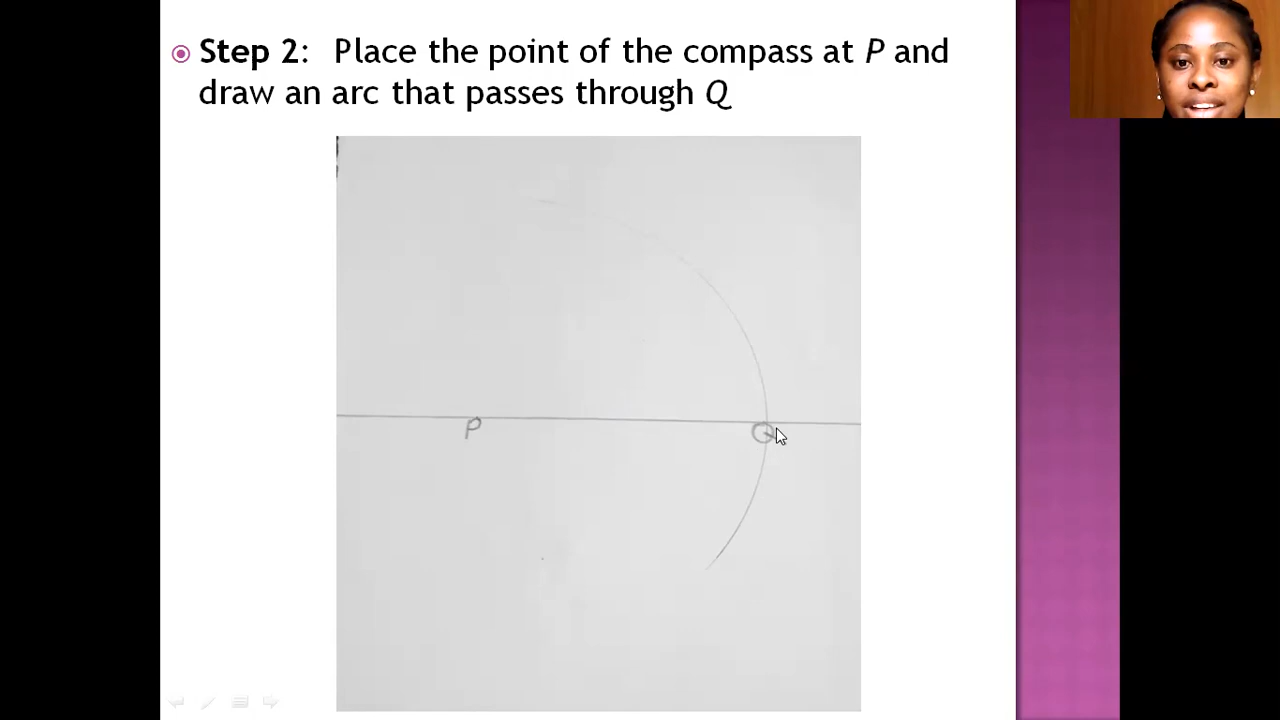 Step 2: Place the point of the compass at P and
draw an arc that passes through Q
P
Q